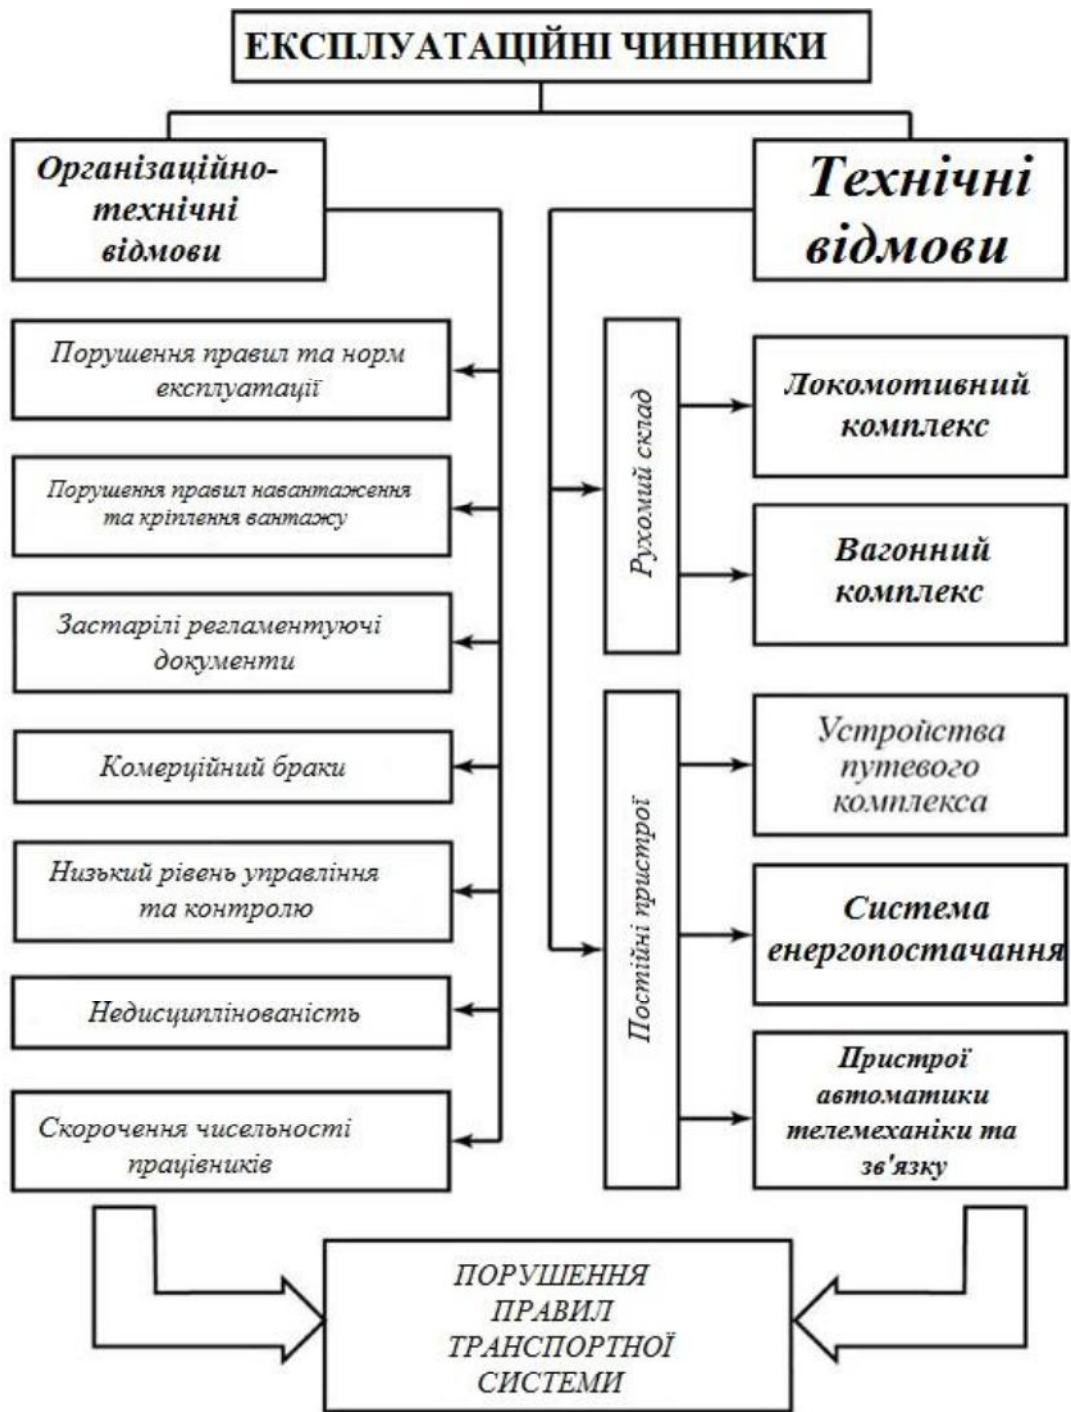 ЕКСПЛУАТАЦІЙНІ ЧИННИКИ
Організаційно-
технічні
відмови
Порушення правил та норм
експлуатації
Порушення правил навантаження
та кріплення вантажу
Застарілі регламентуючі
документи
Комерційний браки
Низький рівень управління
та контролю
Недисциплінованість
Скорочення чисельності
працівників
Технічні
відмови
Рухомий склад
Локомотивний
комплекс
Вагонний
комплекс
Постійні пристрої
Устройства
путевого
комплекса
Система
енергопостачання
Пристрої
автоматики
телемеханіки та
зв'язку
ПОРУШЕННЯ
ПРАВИЛ
ТРАНСПОРТНОЇ
СИСТЕМИ